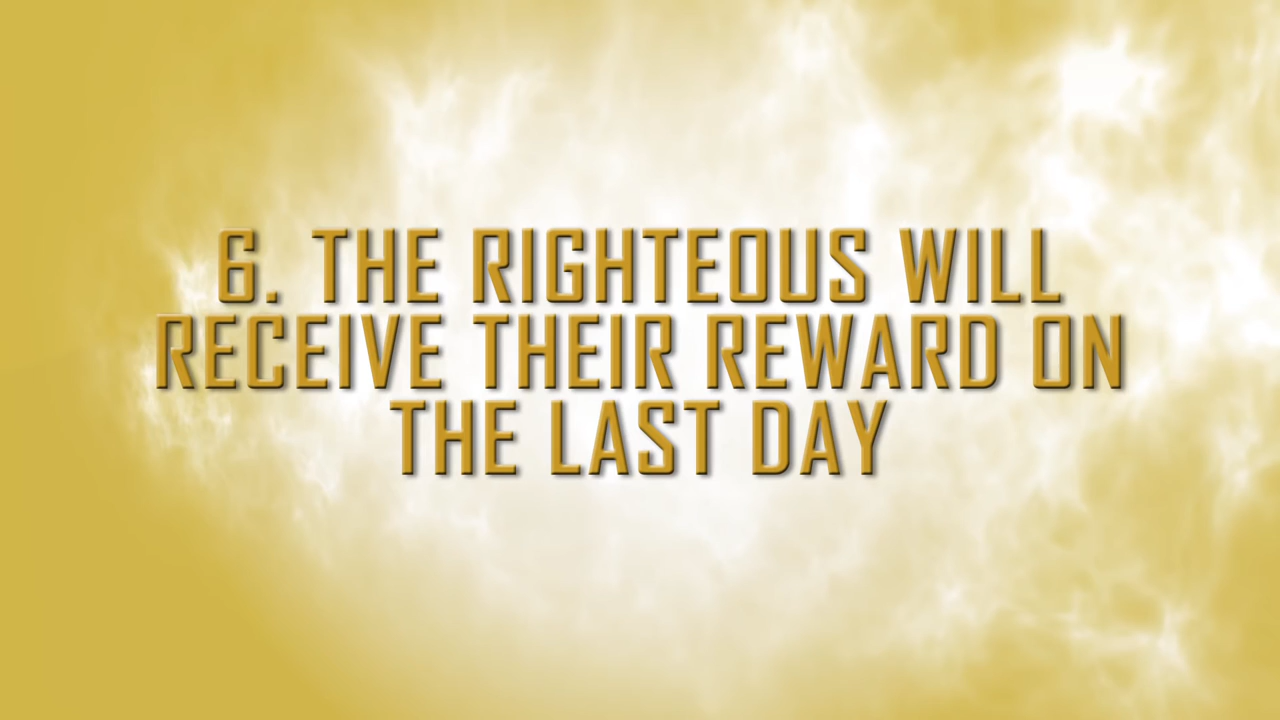 6. THE RIGHTEOUS WILL
RECEIVE THEIR REWARD ON
THE LAST DAY